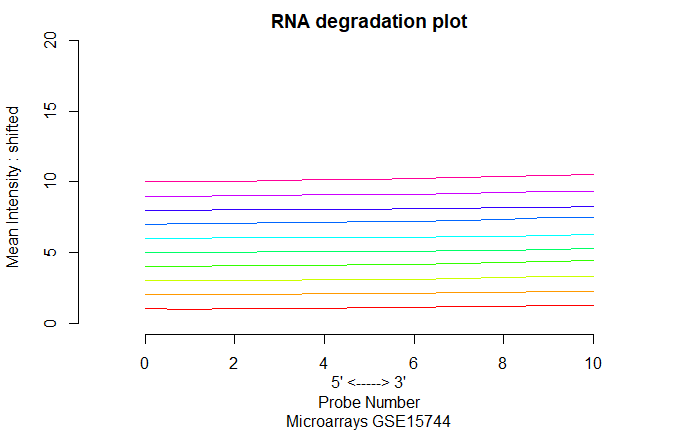 RNA degradation plot
Mean Intensity : shifted
20
15
10
5
0
0 2 4 6 8 10
5' <-----> 3'
Probe Number
Microarrays GSE15744